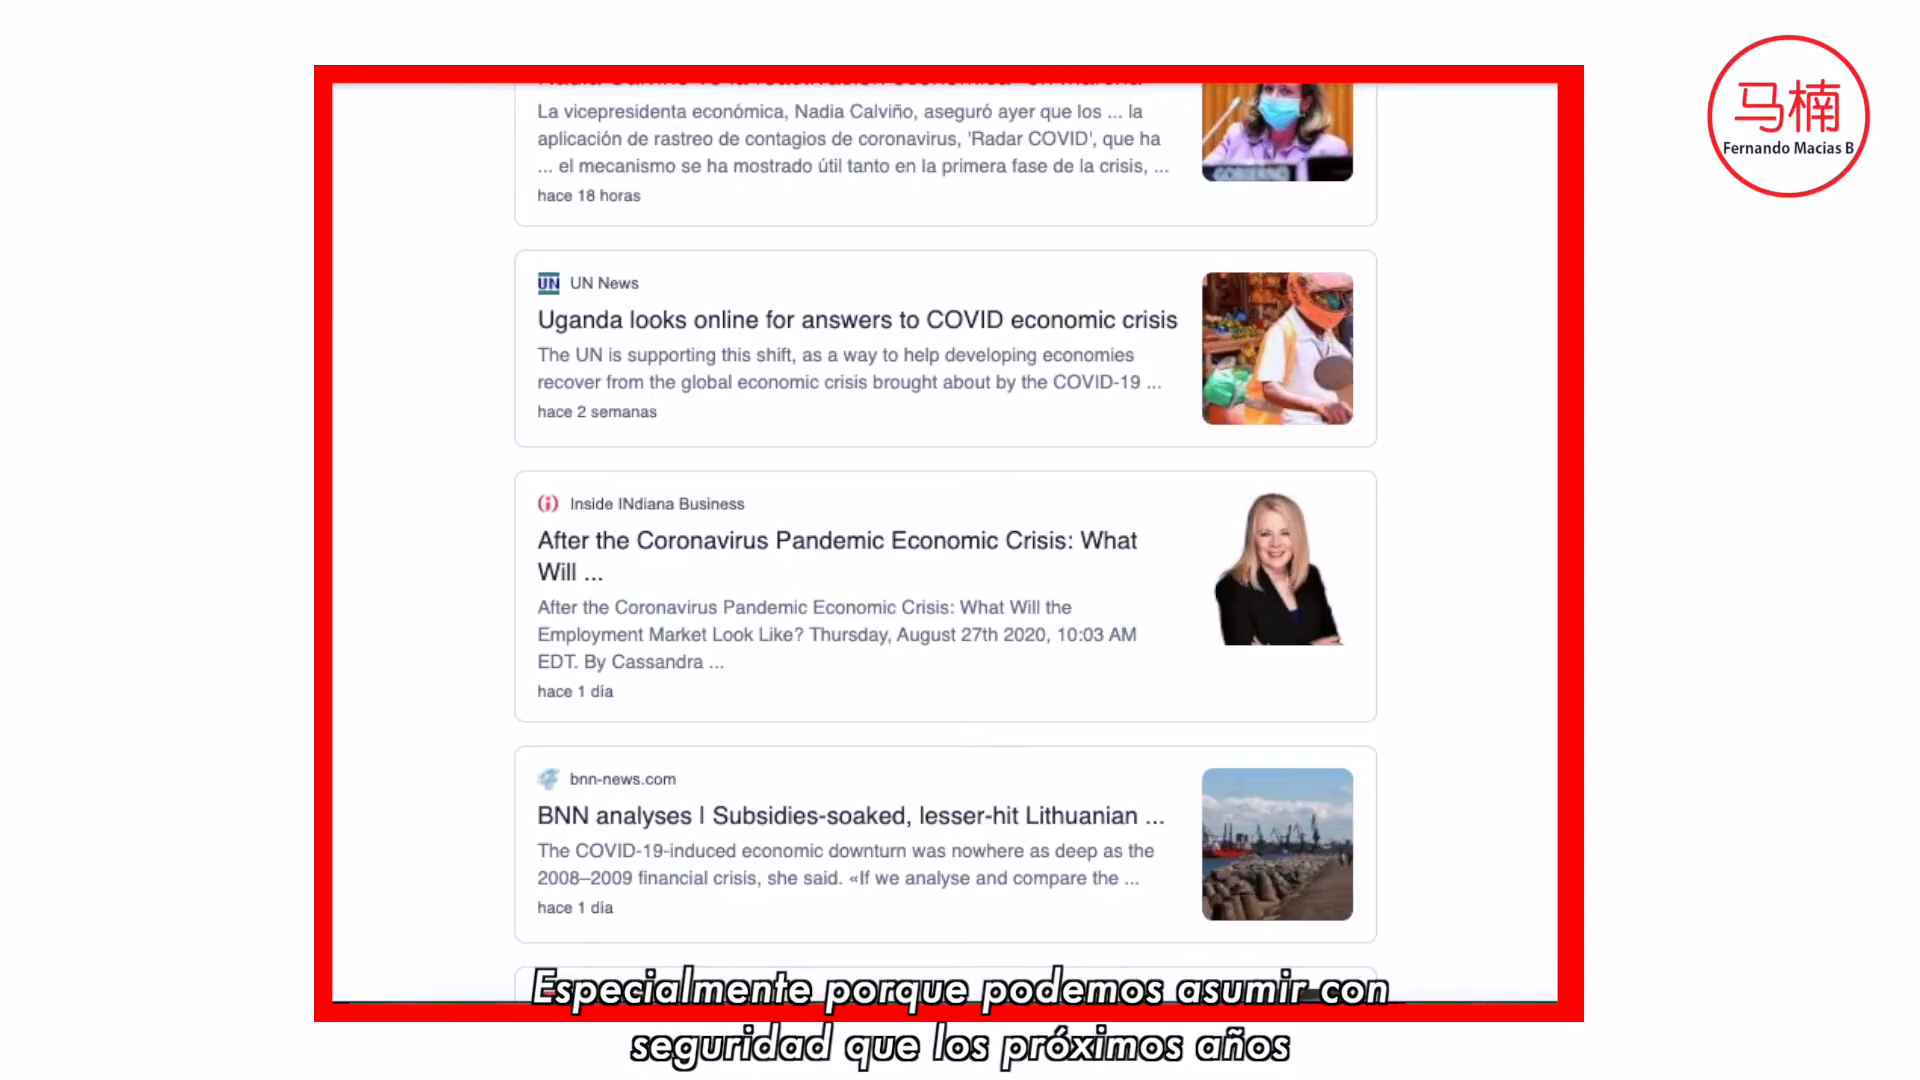 马楠
Fernando Macias B
La vicepresidenta económica, Nadia Calviño, aseguró ayer que los ... la
aplicación de rastreo de contagios de coronavirus, 'Radar COVID', que ha
... el mecanismo se ha mostrado útil tanto en la primera fase de la crisis, ...
hace 18 horas
UN UN News
Uganda looks online for answers to COVID economic crisis
The UN is supporting this shift, as a way to help developing economies
recover from the global economic crisis brought about by the COVID-19 ...
hace 2 semanas
(i) Inside INdiana Business
After the Coronavirus Pandemic Economic Crisis: What
Will ...
After the Coronavirus Pandemic Economic Crisis: What Will the
Employment Market Look Like? Thursday, August 27th 2020, 10:03 AM
EDT. By Cassandra ...
hace 1 día
bnn-news.com
BNN analyses | Subsidies-soaked, lesser-hit Lithuanian ...
The COVID-19-induced economic downturn was nowhere as deep as the
2008–2009 financial crisis, she said. «If we analyse and compare the ...
hace 1 día
Especialmente porque podemos asumir con
seguridad que los próximos años